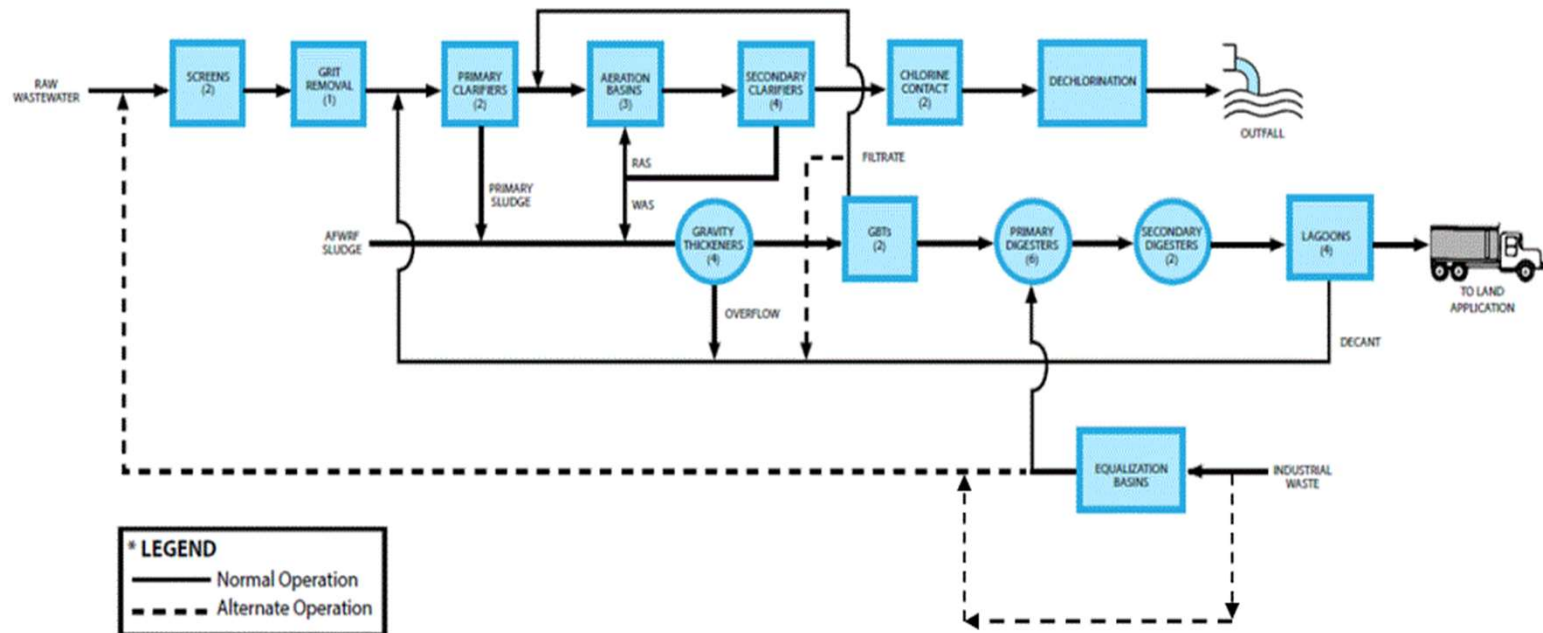 RAW
WASTEWATER
SCREENS
(2)
GRIT
REMOVAL
(1)
PRIMARY
CLARIFIERS
(2)
AERATION
BASINS
(3)
SECONDARY
CLARIFIERS
(4)
CHLORINE
CONTACT
(2)
DECHLORINATION
OUTFALL
RAS
FILTRATE
PRIMARY
SLUDGE
WAS
AFWRF
SLUDGE
GRAVITY
THICKENERS
(4)
GBTs
(2)
PRIMARY
DIGESTERS
(6)
SECONDARY
DIGESTERS
(2)
LAGOONS
(4)
TO LAND
APPLICATION
OVERFLOW
DECANT
EQUALIZATION
BASINS
INDUSTRIAL
WASTE
* LEGEND
Normal Operation
Alternate Operation